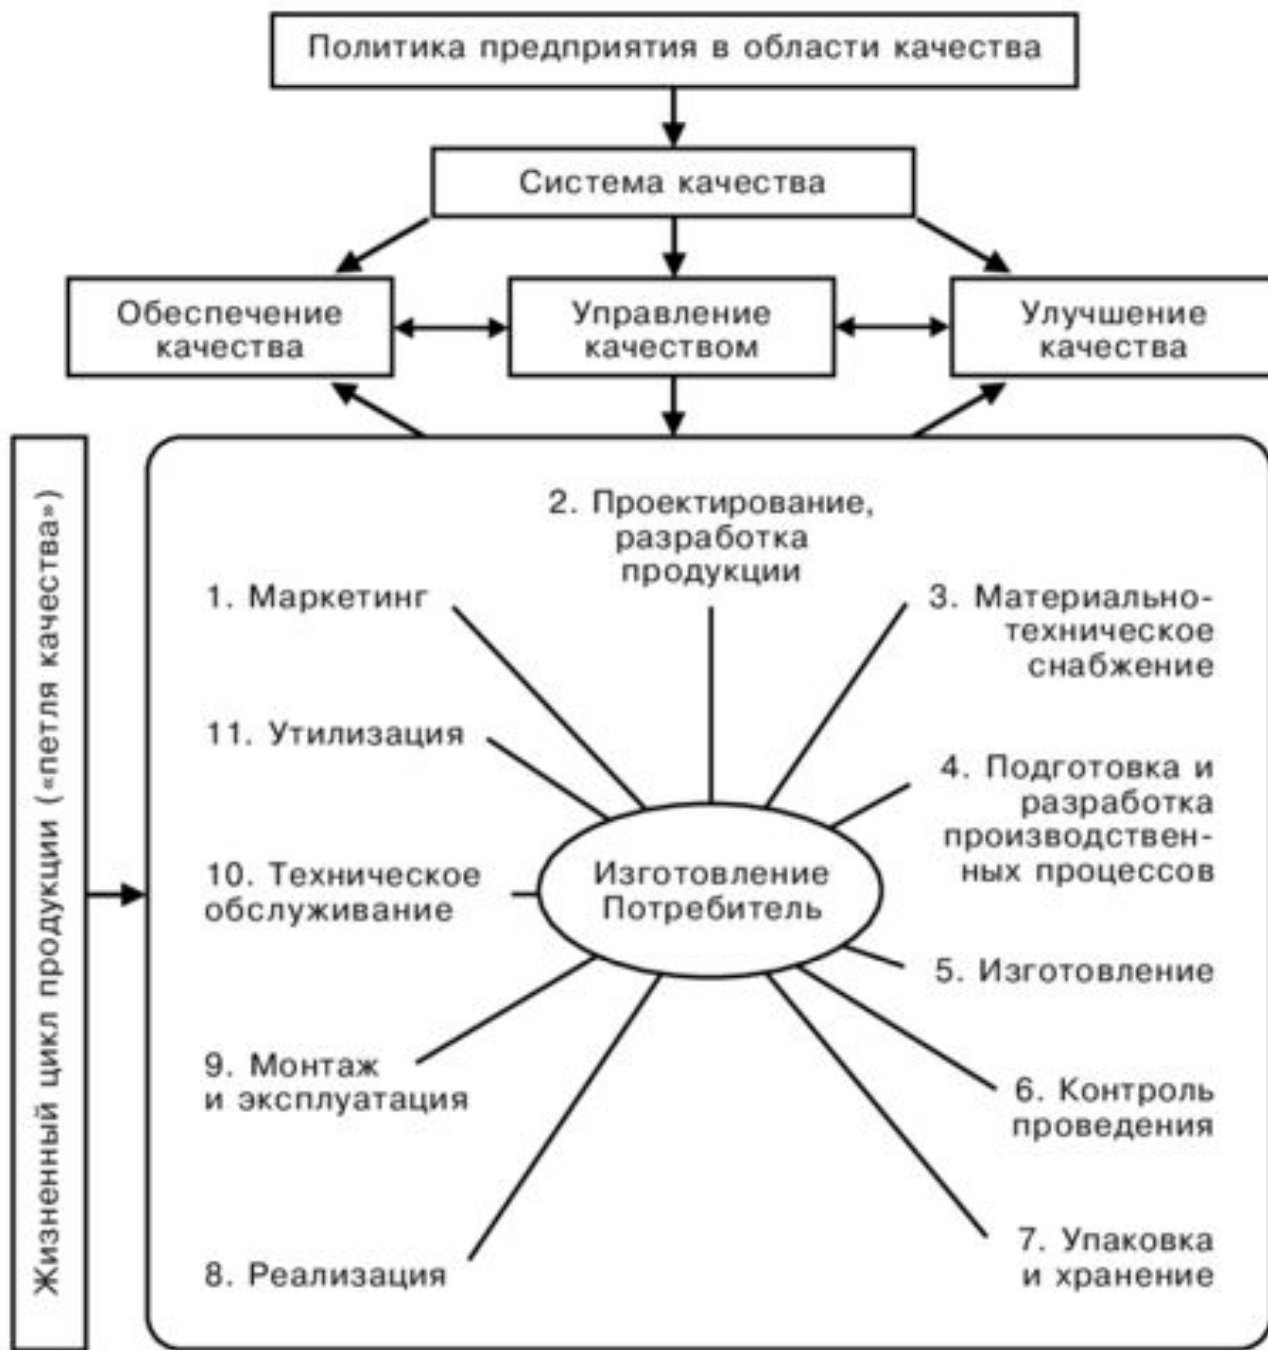 Политика предприятия в области качества
Система качества
Обеспечение
качества
Управление
качеством
Улучшение
качества
Жизненный цикл продукции («петля качества»)
1. Маркетинг
2. Проектирование,
разработка
продукции
3. Материально-
техническое
снабжение
4. Подготовка и
разработка
производствен-
ных процессов
5. Изготовление
6. Контроль
проведения
7. Упаковка
и хранение
8. Реализация
9. Монтаж
и эксплуатация
10. Техническое
обслуживание
11. Утилизация
Изготовление
Потребитель